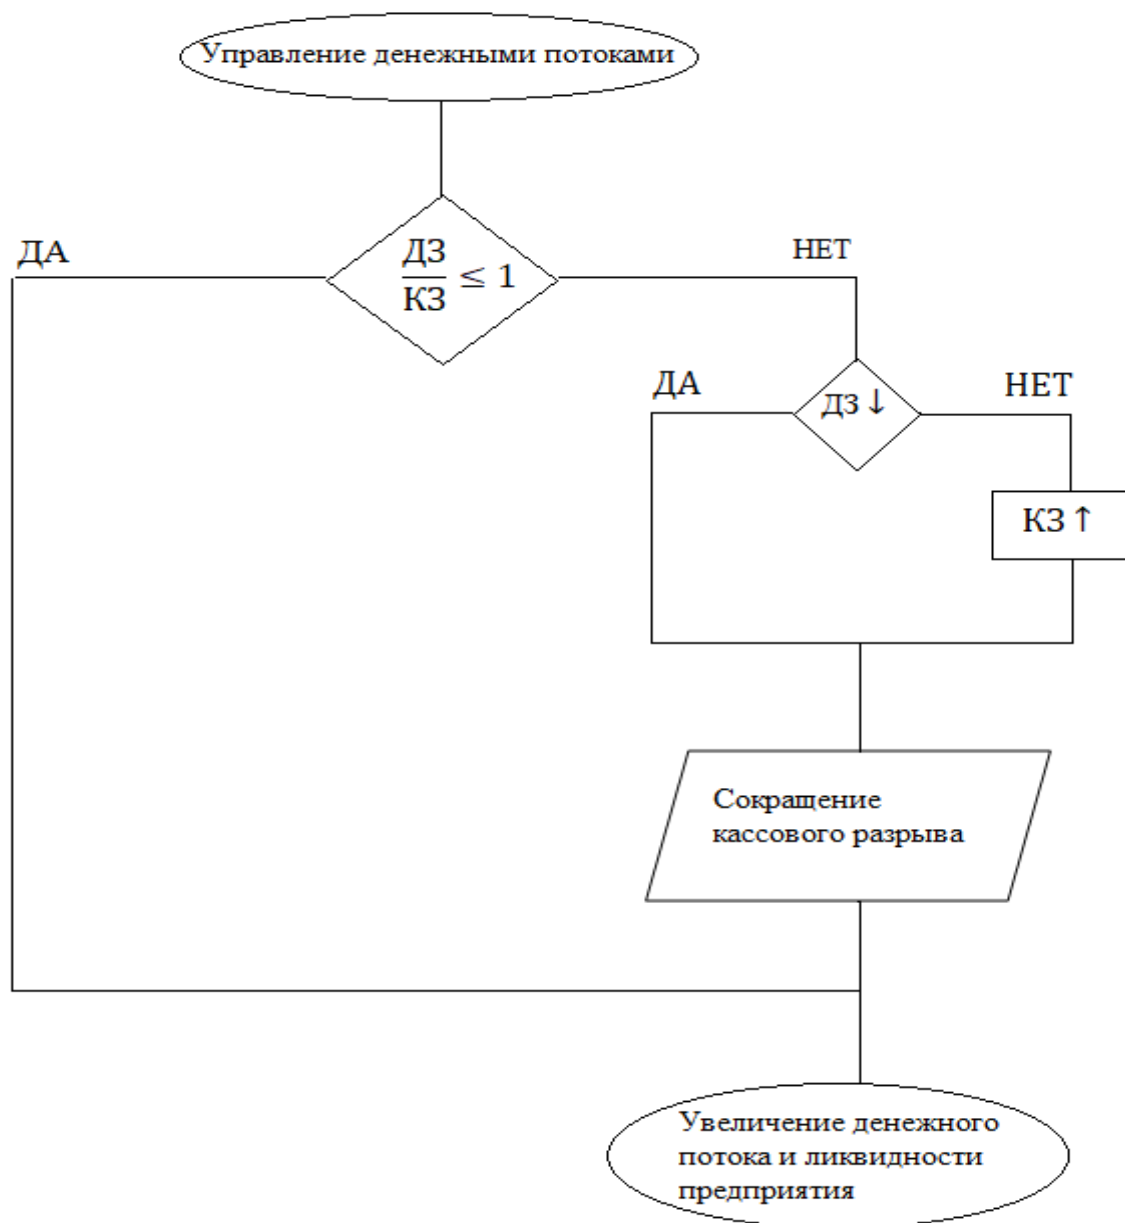 Управление денежными потоками
ДА
НЕТ
ДЗ
КЗ
≤ 1
ДА
НЕТ
ДЗ ↓
КЗ ↑
Сокращение
кассового разрыва
Увеличение денежного
потока и ликвидности
предприятия